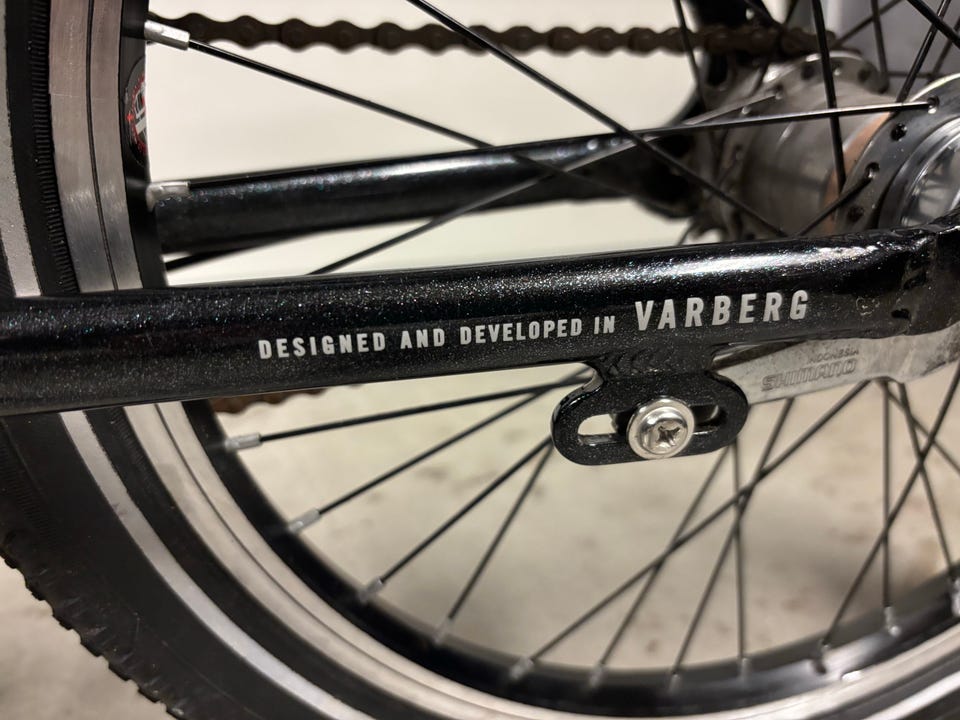 DESIGNED AND DEVELOPED IN VARBERG
INDONESIA
SHIMANO